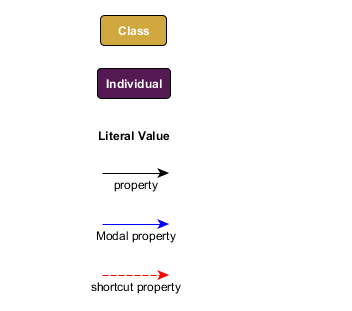 Class
Individual
Literal Value
property
Modal property
shortcut property